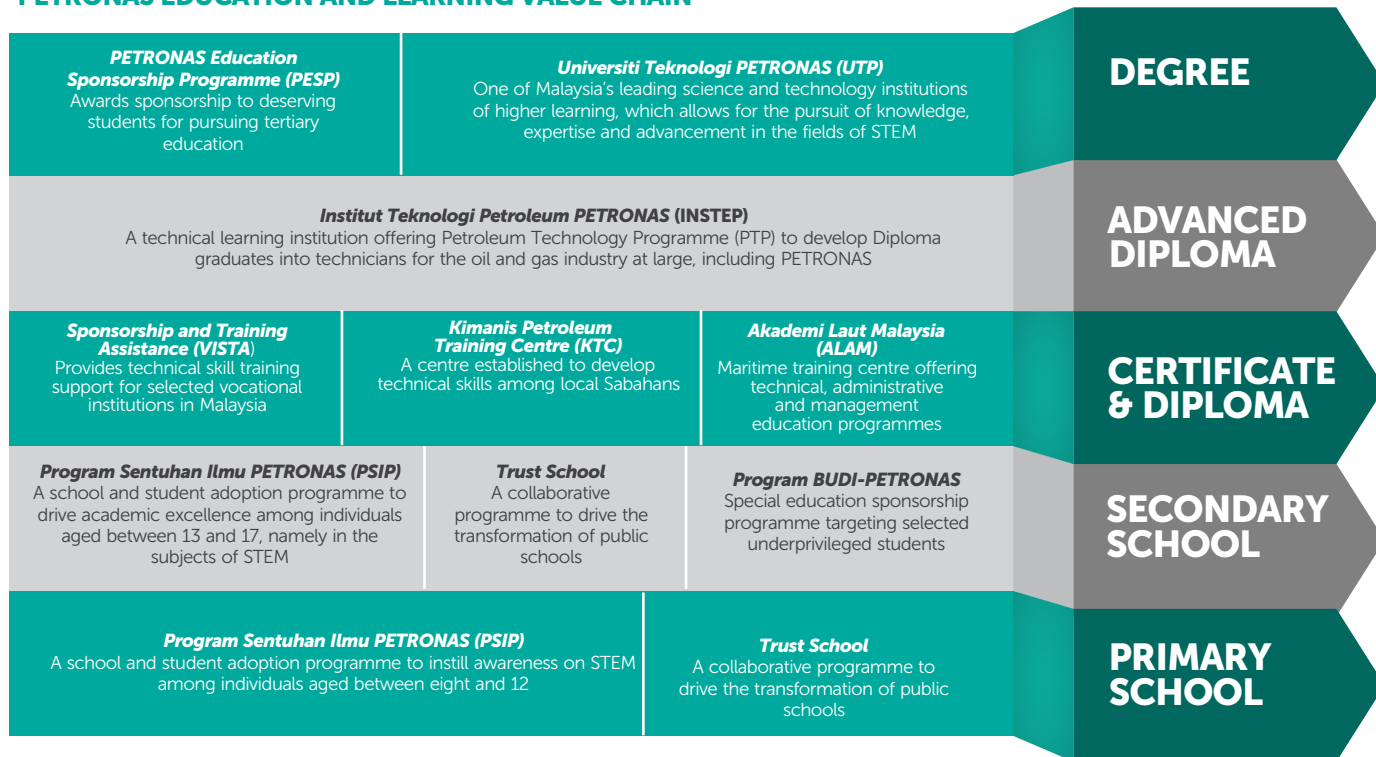 PETRONAS EDUCATION AND LEARNING VALUE CHAIN
PETRONAS Education
Sponsorship Programme (PESP)
Awards sponsorship to deserving
students for pursuing tertiary
education
Universiti Teknologi PETRONAS (UTP)
One of Malaysia's leading science and technology institutions
of higher learning, which allows for the pursuit of knowledge,
expertise and advancement in the fields of STEM
DEGREE
Institut Teknologi Petroleum PETRONAS (INSTEP)
A technical learning institution offering Petroleum Technology Programme (PTP) to develop Diploma
graduates into technicians for the oil and gas industry at large, including PETRONAS
ADVANCED
DIPLOMA
Sponsorship and Training
Assistance (VISTA)
Provides technical skill training
support for selected vocational
institutions in Malaysia
Kimanis Petroleum
Training Centre (KTC)
A centre established to develop
technical skills among local Sabahans
Akademi Laut Malaysia
(ALAM)
Maritime training centre offering
technical, administrative
and management
education programmes
CERTIFICATE
& DIPLOMA
Program Sentuhan Ilmu PETRONAS (PSIP)
A school and student adoption programme to
drive academic excellence among individuals
aged between 13 and 17, namely in the
subjects of STEM
Trust School
A collaborative
programme to drive the
transformation of public
schools
Program BUDI-PETRONAS
Special education sponsorship
programme targeting selected
underprivileged students
SECONDARY
SCHOOL
Program Sentuhan Ilmu PETRONAS (PSIP)
A school and student adoption programme to instill awareness on STEM
among individuals aged between eight and 12
Trust School
A collaborative programme to
drive the transformation of public
schools
PRIMARY
SCHOOL